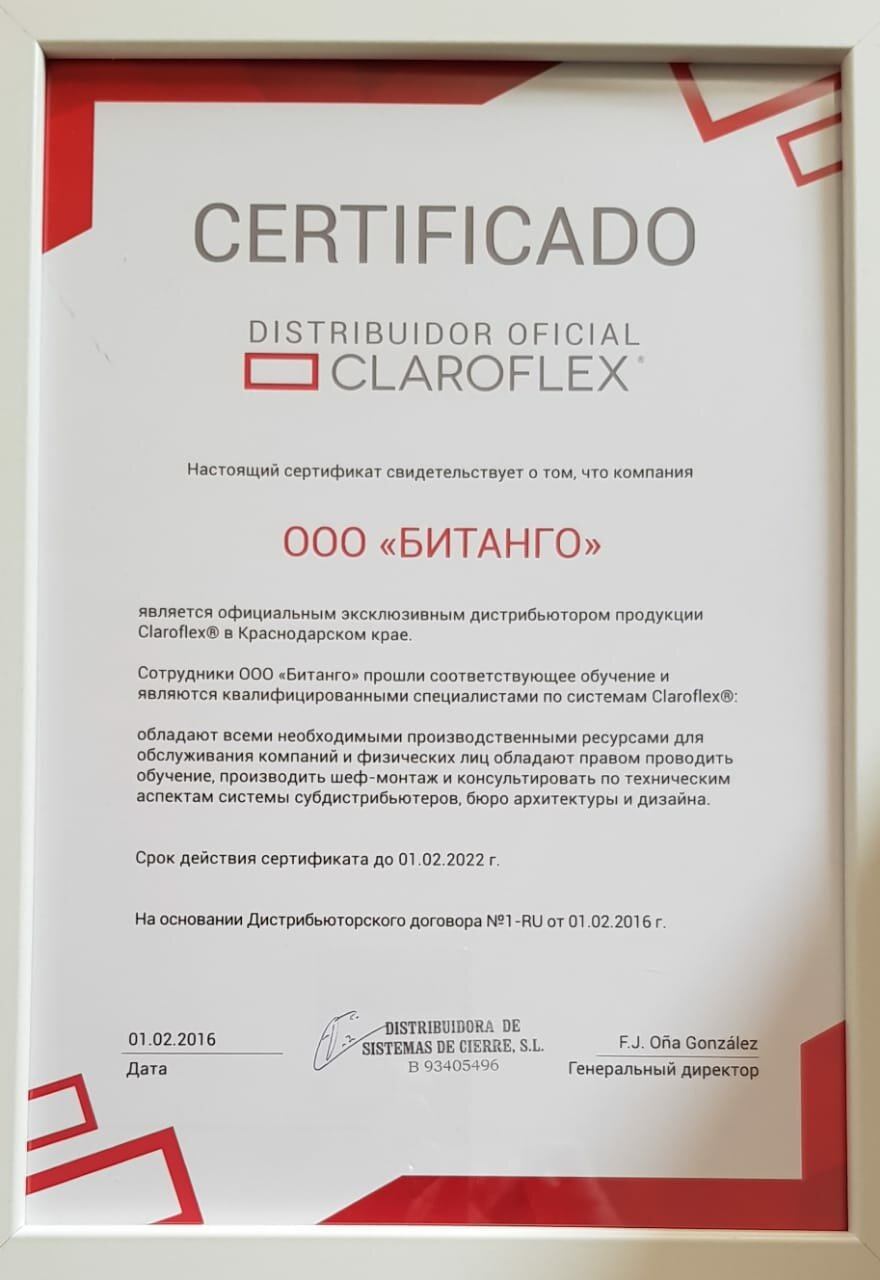 CERTIFICADO
DISTRIBUIDOR OFICIAL
CLAROFLEX®
Настоящий сертификат свидетельствует о том, что компания
ООО «БИТАНГО»
является официальным эксклюзивным дистрибьютором продукции
Claroflex® в Краснодарском крае.
Сотрудники ООО «Битанго» прошли соответствующее обучение и
являются квалифицированными специалистами по системам Claroflex®:
обладают всеми необходимыми производственными ресурсами для
обслуживания компаний и физических лиц обладают правом проводить
обучение, производить шеф-монтаж и консультировать по техническим
аспектам системы субдистрибьютеров, бюро архитектуры и дизайна.
Срок действия сертификата до 01.02.2022 г.
На основании Дистрибьюторского договора №1-RU от 01.02.2016 г.
01.02.2016
Дата
DISTRIBUIDORA DE
SISTEMAS DE CIERRE, S.L.
B 93405496
F.J. Oña González
Генеральный директор